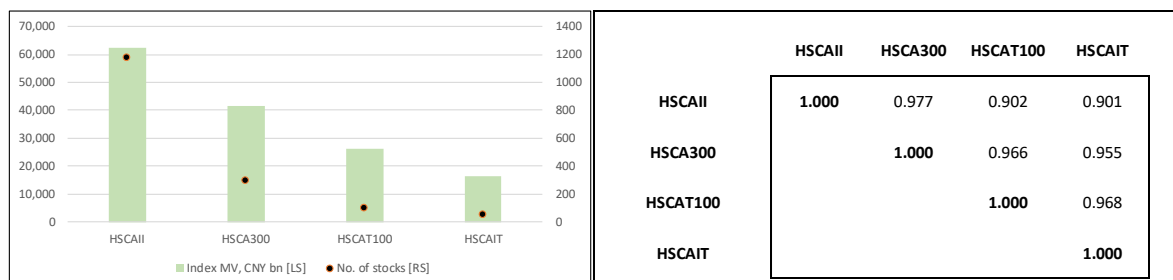 70,000 1400
60,000 1200
50,000 1000
40,000 800
30,000 600
20,000 400
10,000 200
0 0
HSCAII HSCA300 HSCAT100 HSCAIT
Index MV, CNY bn [LS] No. of stocks [RS]
HSCAII HSCA300 HSCAT100 HSCAIT
HSCAII 1.000 0.977 0.902 0.901
HSCA300 1.000 0.966 0.955
HSCAT100 1.000 0.968
HSCAIT 1.000